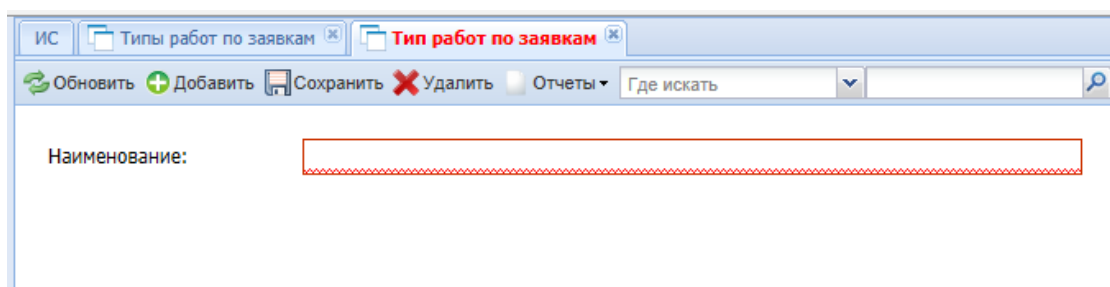 ИС Типы работ по заявкам Тип работ по заявкам
Обновить Добавить Сохранить Удалить Отчеты Где искать
Наименование: